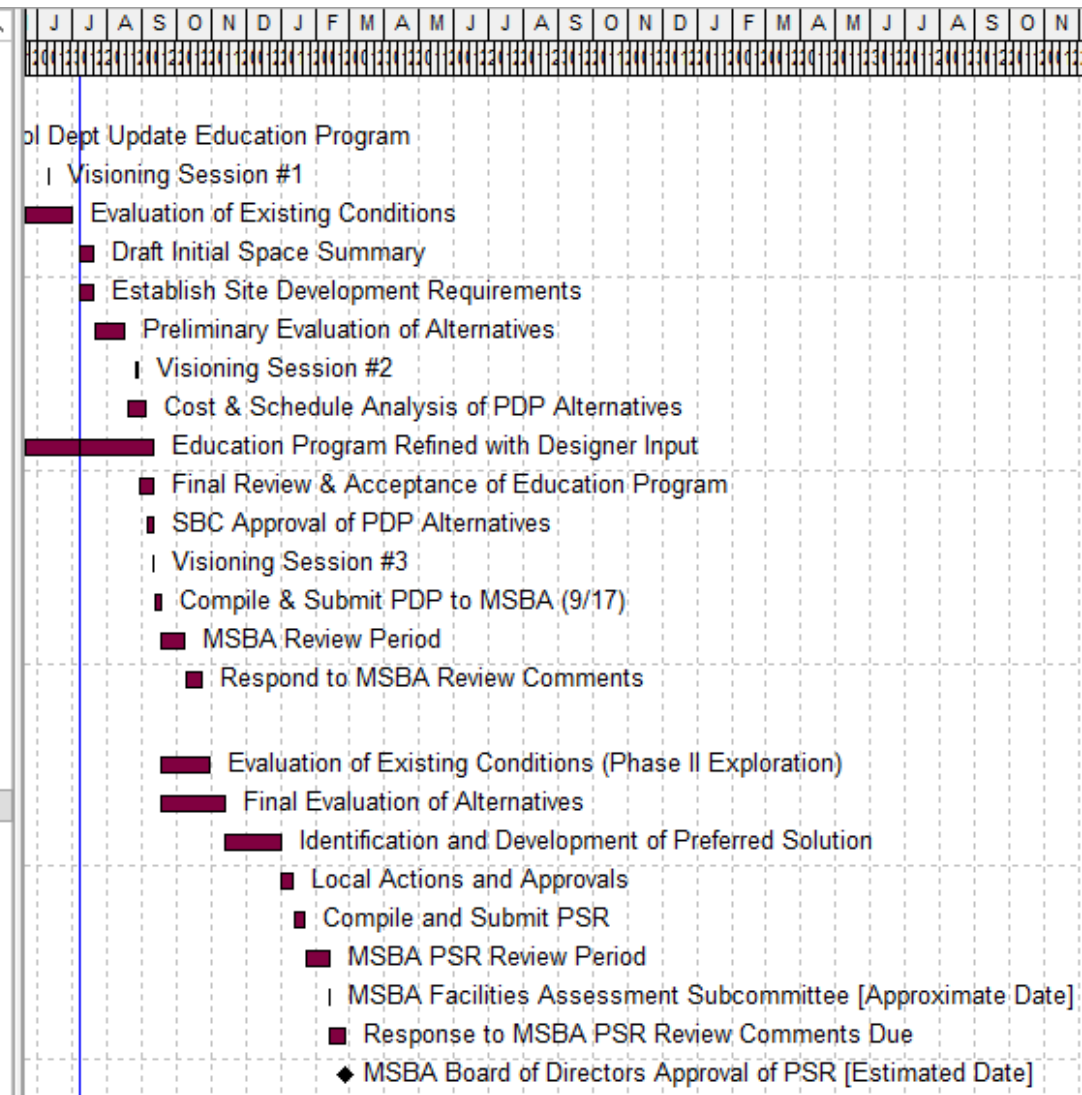 J J A S O N D J F M A M J J A S O N D J F M A M J J A S O N
ol Dept Update Education Program
Visioning Session #1
Evaluation of Existing Conditions
Draft Initial Space Summary
Establish Site Development Requirements
Preliminary Evaluation of Alternatives
Visioning Session #2
Cost & Schedule Analysis of PDP Alternatives
Education Program Refined with Designer Input
Final Review & Acceptance of Education Program
SBC Approval of PDP Alternatives
Visioning Session #3
Compile & Submit PDP to MSBA (9/17)
MSBA Review Period
Respond to MSBA Review Comments
Evaluation of Existing Conditions (Phase II Exploration)
Final Evaluation of Alternatives
Identification and Development of Preferred Solution
Local Actions and Approvals
Compile and Submit PSR
MSBA PSR Review Period
MSBA Facilities Assessment Subcommittee [Approximate Date]
Response to MSBA PSR Review Comments Due
MSBA Board of Directors Approval of PSR [Estimated Date]